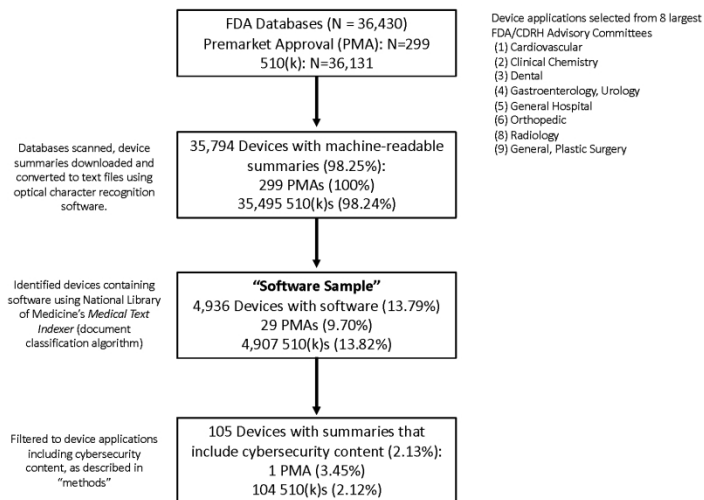 FDA Databases (N = 36,430)
Premarket Approval (PMA): N=299
510(k): N=36,131
Device applications selected from 8 largest
FDA/CDRH Advisory Committees
(1) Cardiovascular
(2) Clinical Chemistry
(3) Dental
(4) Gastroenterology, Urology
(5) General Hospital
(6) Orthopedic
(8) Radiology
(9) General, Plastic Surgery
Databases scanned, device
summaries downloaded and
converted to text files using
optical character recognition
software.
35,794 Devices with machine-readable
summaries (98.25%):
299 PMAs (100%)
35,495 510(k)s (98.24%)
Identified devices containing
software using National Library
of Medicine's Medical Text
Indexer (document
classification algorithm)
“Software Sample”
4,936 Devices with software (13.79%)
29 PMAs (9.70%)
4,907 510(k)s (13.82%)
Filtered to device applications
including cybersecurity
content, as described in
“methods”
105 Devices with summaries that
include cybersecurity content (2.13%):
1 PMA (3.45%)
104 510(k)s (2.12%)